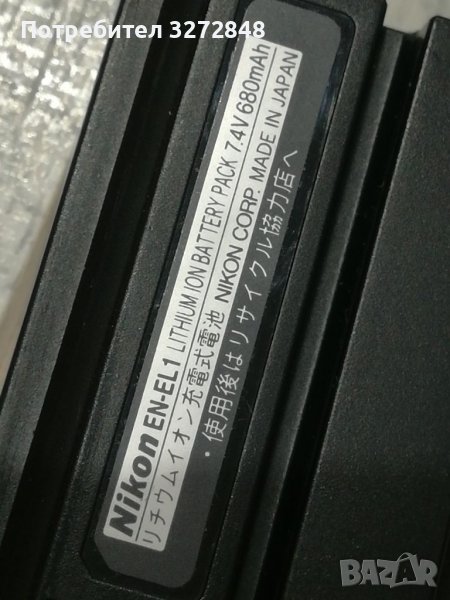 Потребител 3272848
Nikon EN-EL1 LITHIUM ION BATTERY PACK 7.4V 680mAh
リチウムイオン充電式電池 NIKON CORP. MADE IN JAPAN
・使用後はリサイクル協力店へ
BAZAR